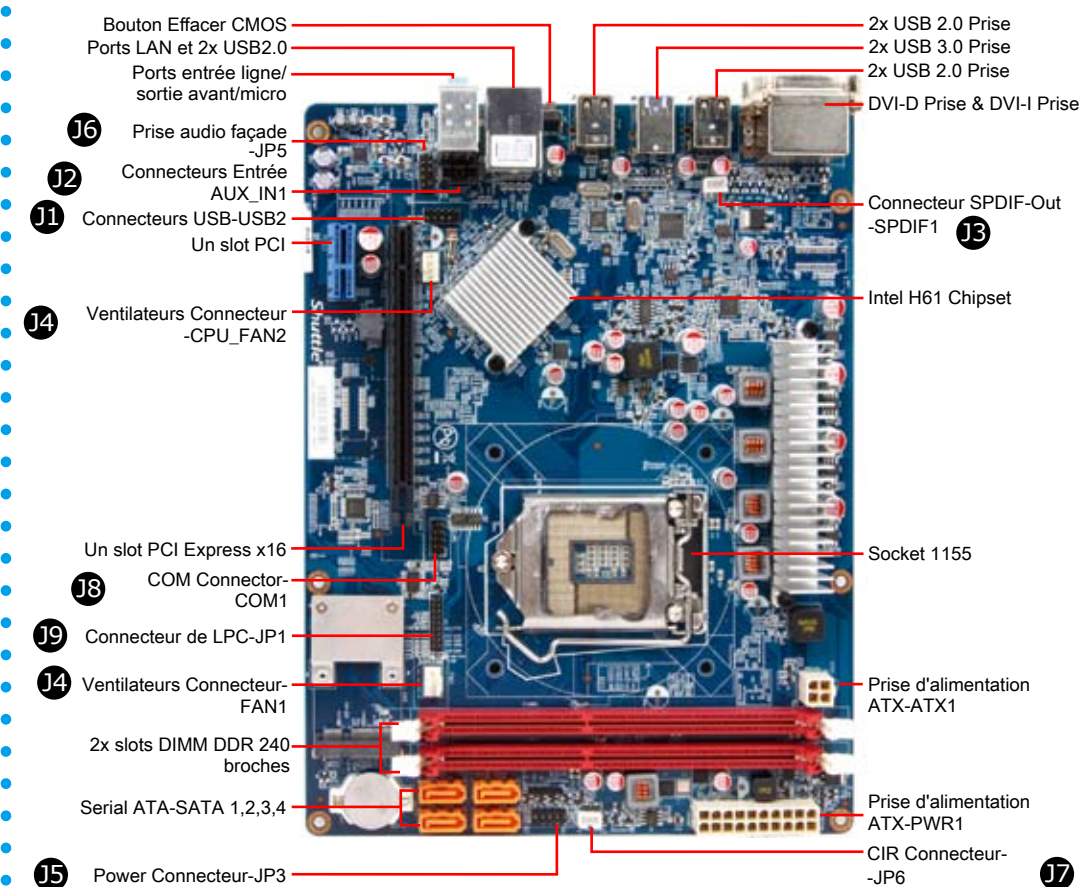 Bouton Effacer CMOS
Ports LAN et 2x USB2.0
Ports entrée ligne/
sortie avant/micro
J6
Prise audio façade
-JP5
J2
Connecteurs Entrée
AUX_IN1
J1
Connecteurs USB-USB2
Un slot PCI
J4
Ventilateurs Connecteur
-CPU_FAN2
Un slot PCI Express x16
J8
COM Connector-
COM1
J9
Connecteur de LPC-JP1
J4
Ventilateurs Connecteur-
FAN1
2x slots DIMM DDR 240
broches
Serial ATA-SATA 1,2,3,4
J5
Power Connecteur-JP3
Shuttle
2x USB 2.0 Prise
2x USB 3.0 Prise
2x USB 2.0 Prise
DVI-D Prise & DVI-I Prise
Connecteur SPDIF-Out
-SPDIF1
J3
Intel H61 Chipset
Socket 1155
Prise d'alimentation
ATX-ATX1
Prise d'alimentation
ATX-PWR1
CIR Connecteur-
-JP6
J7